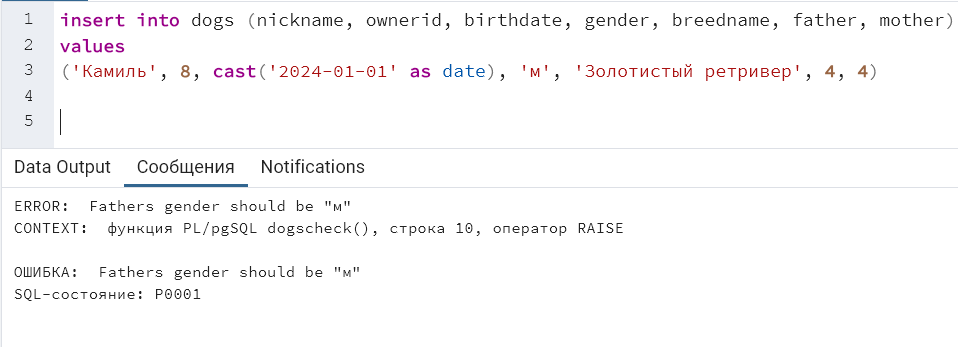 1 insert into dogs (nickname, ownerid, birthdate, gender, breedname, father, mother)
2 values
3 ('Камиль', 8, cast('2024-01-01' as date), 'м', 'Золотистый ретривер', 4, 4)
4
5
Data Output Сообщения Notifications
ERROR: Fathers gender should be "м"
CONTEXT: функция PL/pgSQL dogscheck(), строка 10, оператор RAISE
ОШИБКА: Fathers gender should be "м"
SQL-состояние: P0001